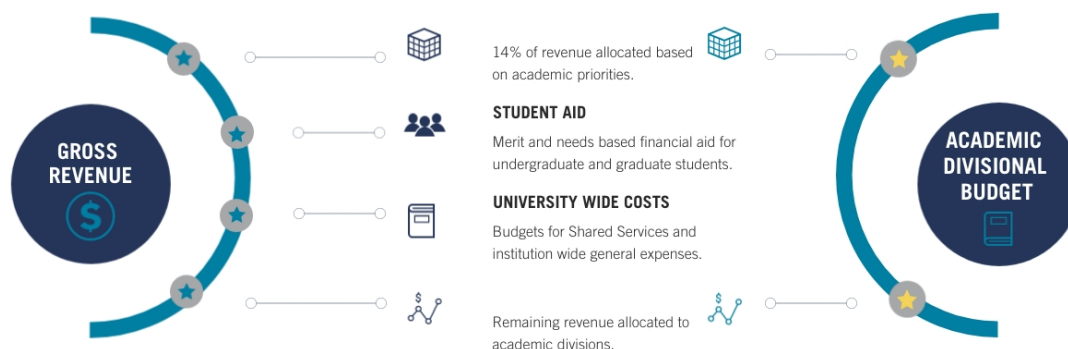 GROSS
REVENUE
$
14% of revenue allocated based
on academic priorities.
STUDENT AID
Merit and needs based financial aid for
undergraduate and graduate students.
UNIVERSITY WIDE COSTS
Budgets for Shared Services and
institution wide general expenses.
$
Remaining revenue allocated to
academic divisions.
$
ACADEMIC
DIVISIONAL
BUDGET